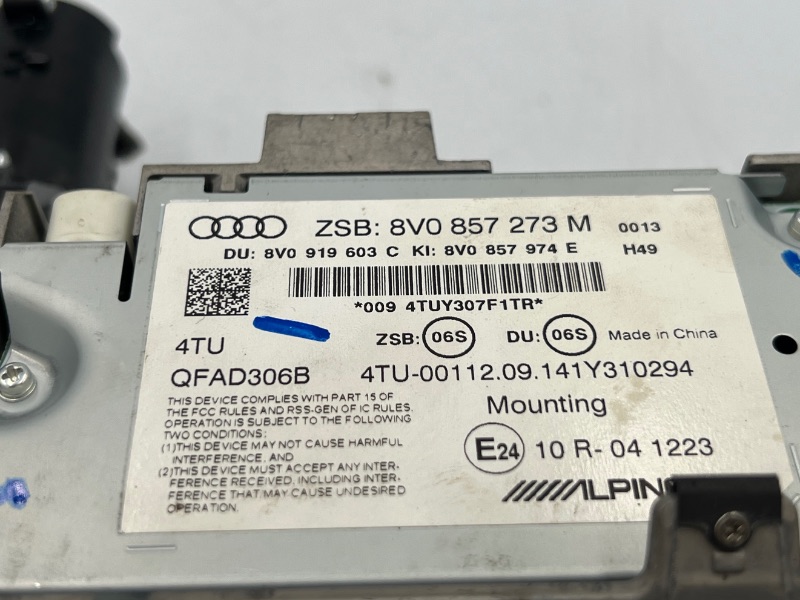 ZSB: 8V0 857 273 M 0013
DU: 8V0 919 603 C KI: 8V0 857 974 E H49
*009 4TUY307F1TR*
4TU ZSB: 06S DU: 06S Made in China
QFAD306B 4TU-00112.09.141Y310294
THIS DEVICE COMPLIES WITH PART 15 OF
THE FCC RULES AND RSS-GEN OF IC RULES.
OPERATION IS SUBJECT TO THE FOLLOWING
TWO CONDITIONS:
(1)THIS DEVICE MAY NOT CAUSE HARMFUL
INTERFERENCE, AND
(2)THIS DEVICE MUST ACCEPT ANY INTER-
FERENCE RECEIVED, INCLUDING INTER-
FERENCE THAT MAY CAUSE UNDESIRED
OPERATION.
Mounting
E24 10 R- 04 1223